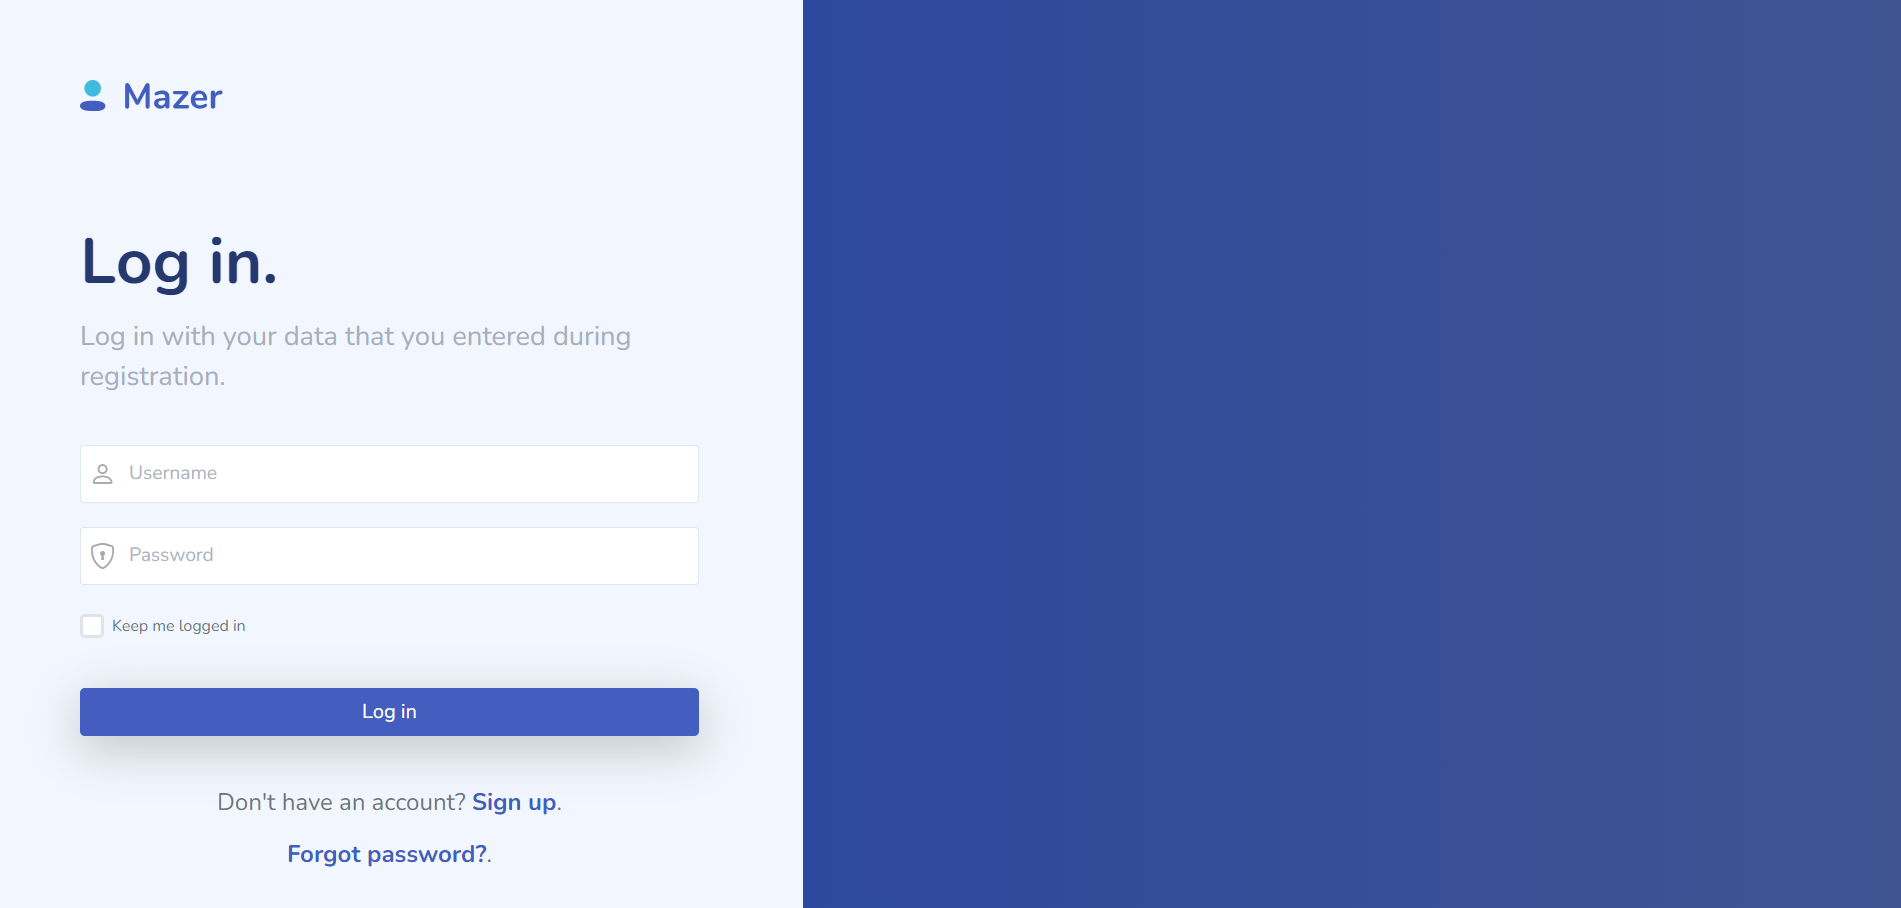 Mazer
Log in.
Log in with your data that you entered during
registration.
Username
Password
Keep me logged in
Log in
Don't have an account? Sign up.
Forgot password?.